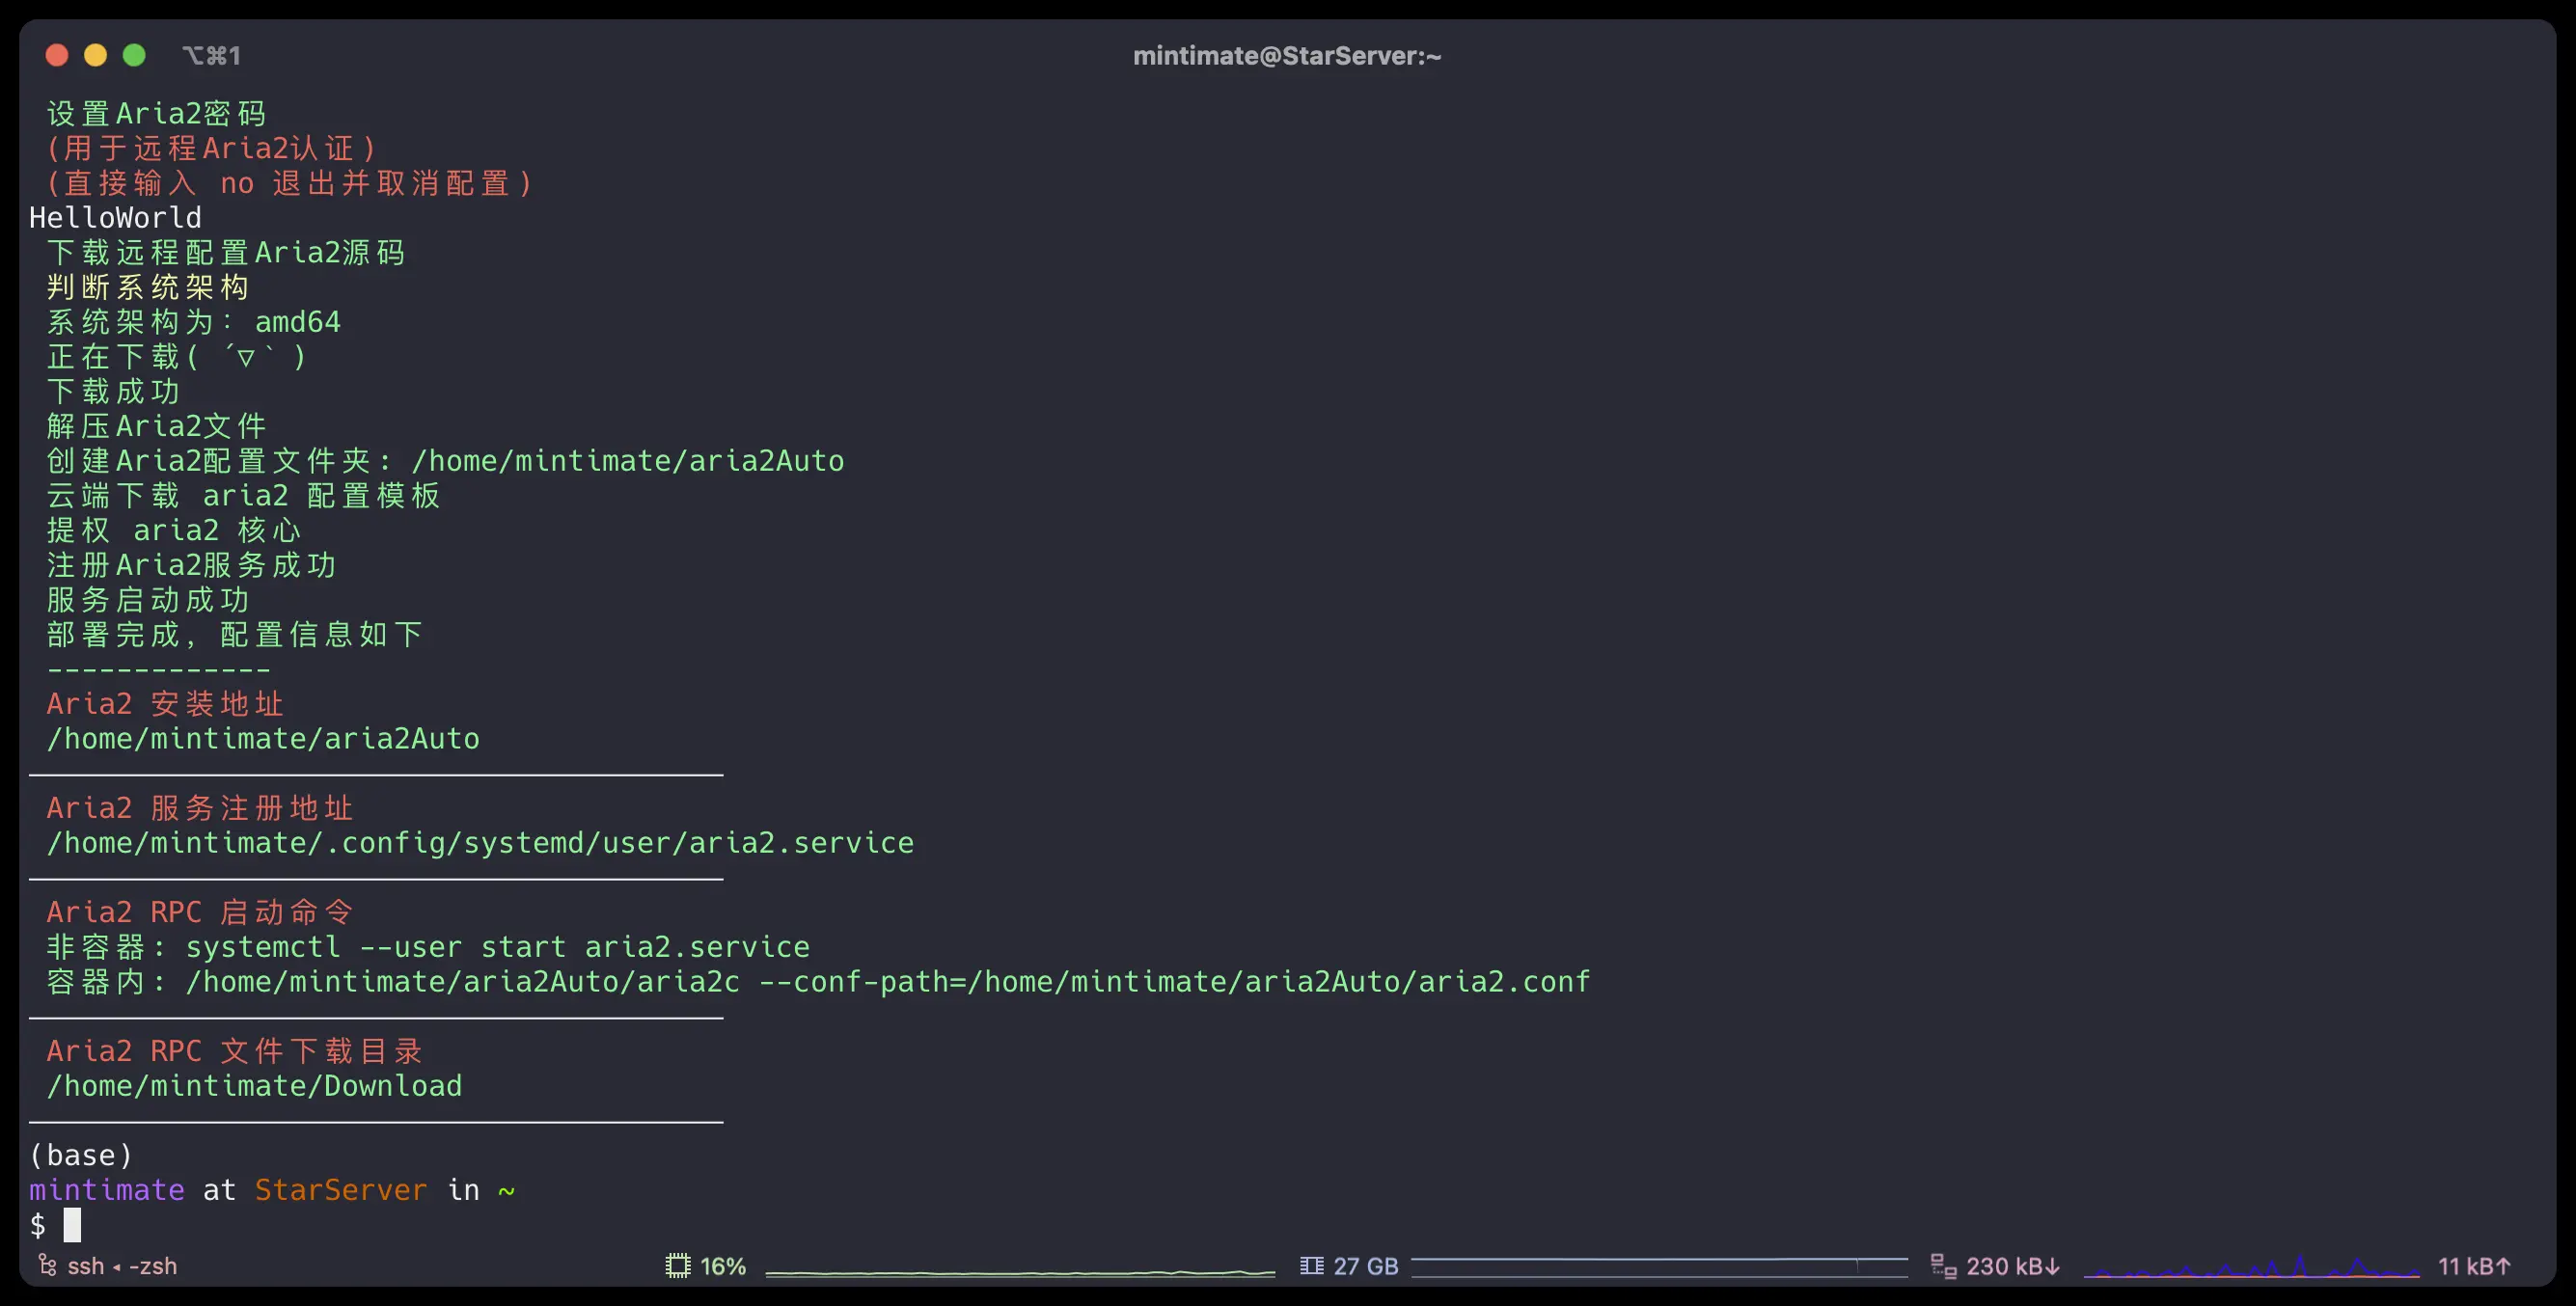 ⌥⌘1
mintimate@StarServer:~
设置Aria2密码
(用于远程Aria2认证)
(直接输入 no 退出并取消配置)
HelloWorld
下载远程配置Aria2源码
判断系统架构
系统架构为：amd64
正在下载( ´▽｀)
下载成功
解压Aria2文件
创建Aria2配置文件夹：/home/mintimate/aria2Auto
云端下载 aria2 配置模板
提权 aria2 核心
注册Aria2服务成功
服务启动成功
部署完成，配置信息如下
-------------
Aria2 安装地址
/home/mintimate/aria2Auto
Aria2 服务注册地址
/home/mintimate/.config/systemd/user/aria2.service
Aria2 RPC 启动命令
非容器：systemctl --user start aria2.service
容器内：/home/mintimate/aria2Auto/aria2c --conf-path=/home/mintimate/aria2Auto/aria2.conf
Aria2 RPC 文件下载目录
/home/mintimate/Download
(base)
mintimate at StarServer in ~
$
ssh ◂ -zsh 16% 27 GB 230 kB↓ 11 kB↑